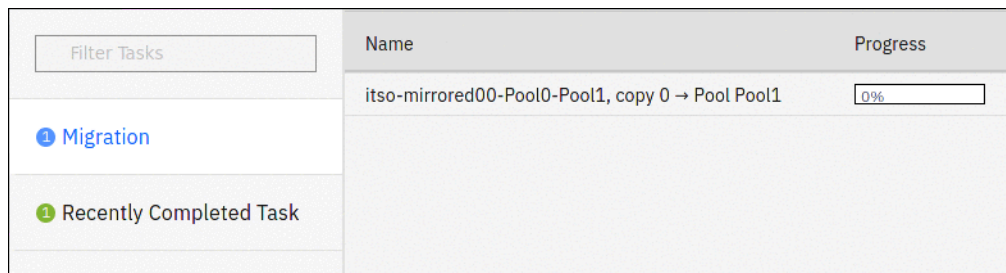 Filter Tasks
1 Migration
1 Recently Completed Task
Name Progress
itso-mirrored00-Pool0-Pool1, copy 0 → Pool Pool1 0%